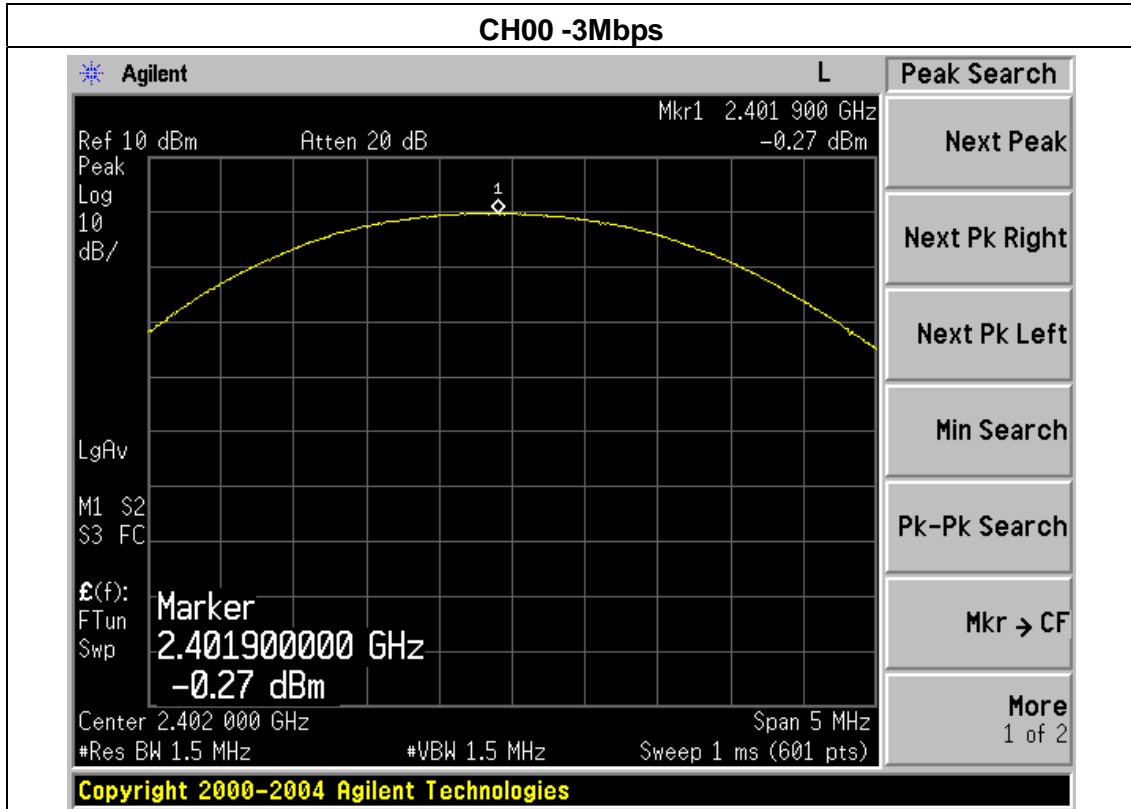 CH00 -3Mbps
Agilent L Peak Search
Mkr1 2.401 900 GHz
Ref 10 dBm Atten 20 dB -0.27 dBm
Peak
Log
10
dB/
1
LgAv
M1 S2
S3 FC
£(f):
FTun
Swp
Marker
2.401900000 GHz
-0.27 dBm
Center 2.402 000 GHz Span 5 MHz
#Res BW 1.5 MHz #VBW 1.5 MHz Sweep 1 ms (601 pts)
Copyright 2000-2004 Agilent Technologies
Next Peak
Next Pk Right
Next Pk Left
Min Search
Pk-Pk Search
Mkr → CF
More
1 of 2